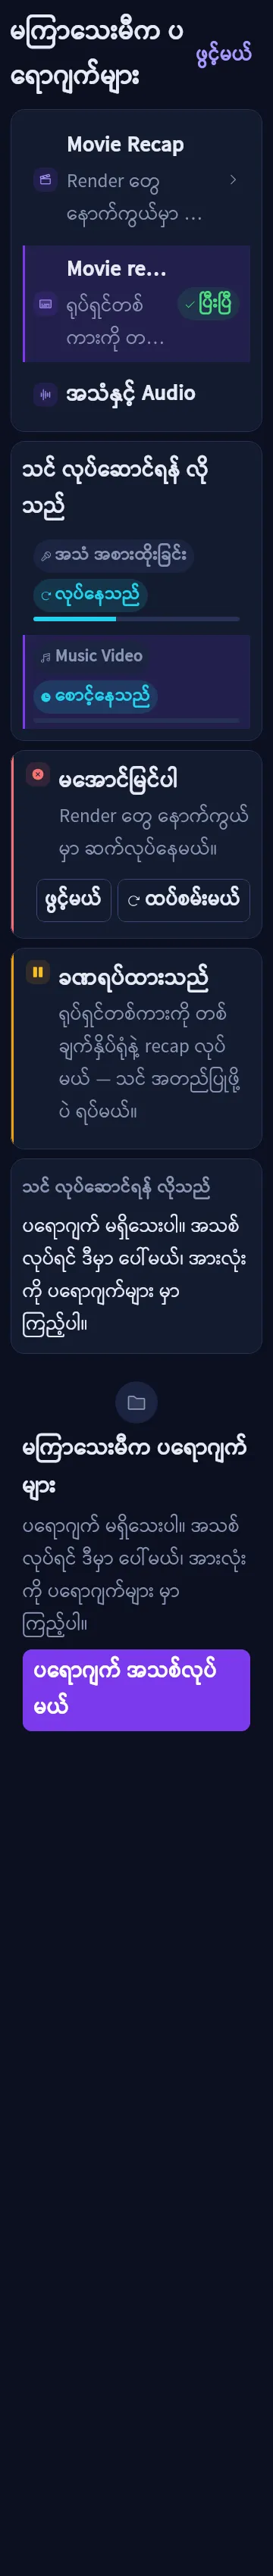 မကြာသေးမီက ပ
ရောဂျက်များ
ဖွင့်မယ်
Movie Recap
Render တွေ
နောက်ကွယ်မှာ ...
Movie re...
ရုပ်ရှင်တစ်
ကားကို တ...
ပြီးပြီ
အသံနှင့် Audio
သင် လုပ်ဆောင်ရန် လို
သည်
အသံ အစားထိုးခြင်း
လုပ်နေသည်
Music Video
စောင့်နေသည်
မအောင်မြင်ပါ
Render တွေ နောက်ကွယ်
မှာ ဆက်လုပ်နေမယ်။
ဖွင့်မယ်
ထပ်စမ်းမယ်
ခဏရပ်ထားသည်
ရုပ်ရှင်တစ်ကားကို တစ်
ချက်နှိပ်ရုံနဲ့ recap လုပ်
မယ် — သင် အတည်ပြုဖို့
ပဲ ရပ်မယ်။
သင် လုပ်ဆောင်ရန် လိုသည်
ပရောဂျက် မရှိသေးပါ။ အသစ်
လုပ်ရင် ဒီမှာ ပေါ်မယ်၊ အားလုံး
ကို ပရောဂျက်များ မှာ
ကြည့်ပါ။
မကြာသေးမီက ပရောဂျက်
များ
ပရောဂျက် မရှိသေးပါ။ အသစ်
လုပ်ရင် ဒီမှာ ပေါ်မယ်၊ အားလုံး
ကို ပရောဂျက်များ မှာ
ကြည့်ပါ။
ပရောဂျက် အသစ်လုပ်
မယ်